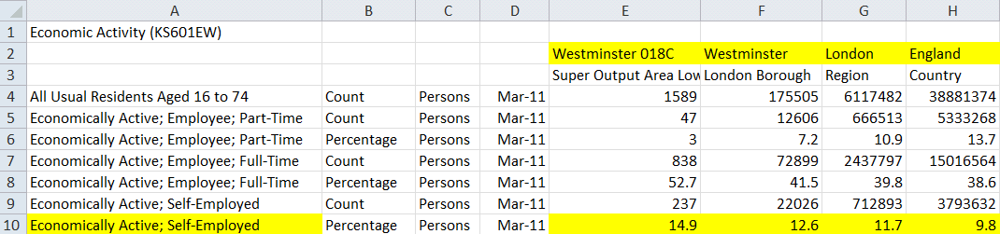 A B C D E F G H
1 Economic Activity (KS601EW)
2 Westminster 018C Westminster London England
3 Super Output Area Low London Borough Region Country
4 All Usual Residents Aged 16 to 74 Count Persons Mar-11 1589 175505 6117482 38881374
5 Economically Active; Employee; Part-Time Count Persons Mar-11 47 12606 666513 5333268
6 Economically Active; Employee; Part-Time Percentage Persons Mar-11 3 7.2 10.9 13.7
7 Economically Active; Employee; Full-Time Count Persons Mar-11 838 72899 2437797 15016564
8 Economically Active; Employee; Full-Time Percentage Persons Mar-11 52.7 41.5 39.8 38.6
9 Economically Active; Self-Employed Count Persons Mar-11 237 22026 712893 3793632
10 Economically Active; Self-Employed Percentage Persons Mar-11 14.9 12.6 11.7 9.8